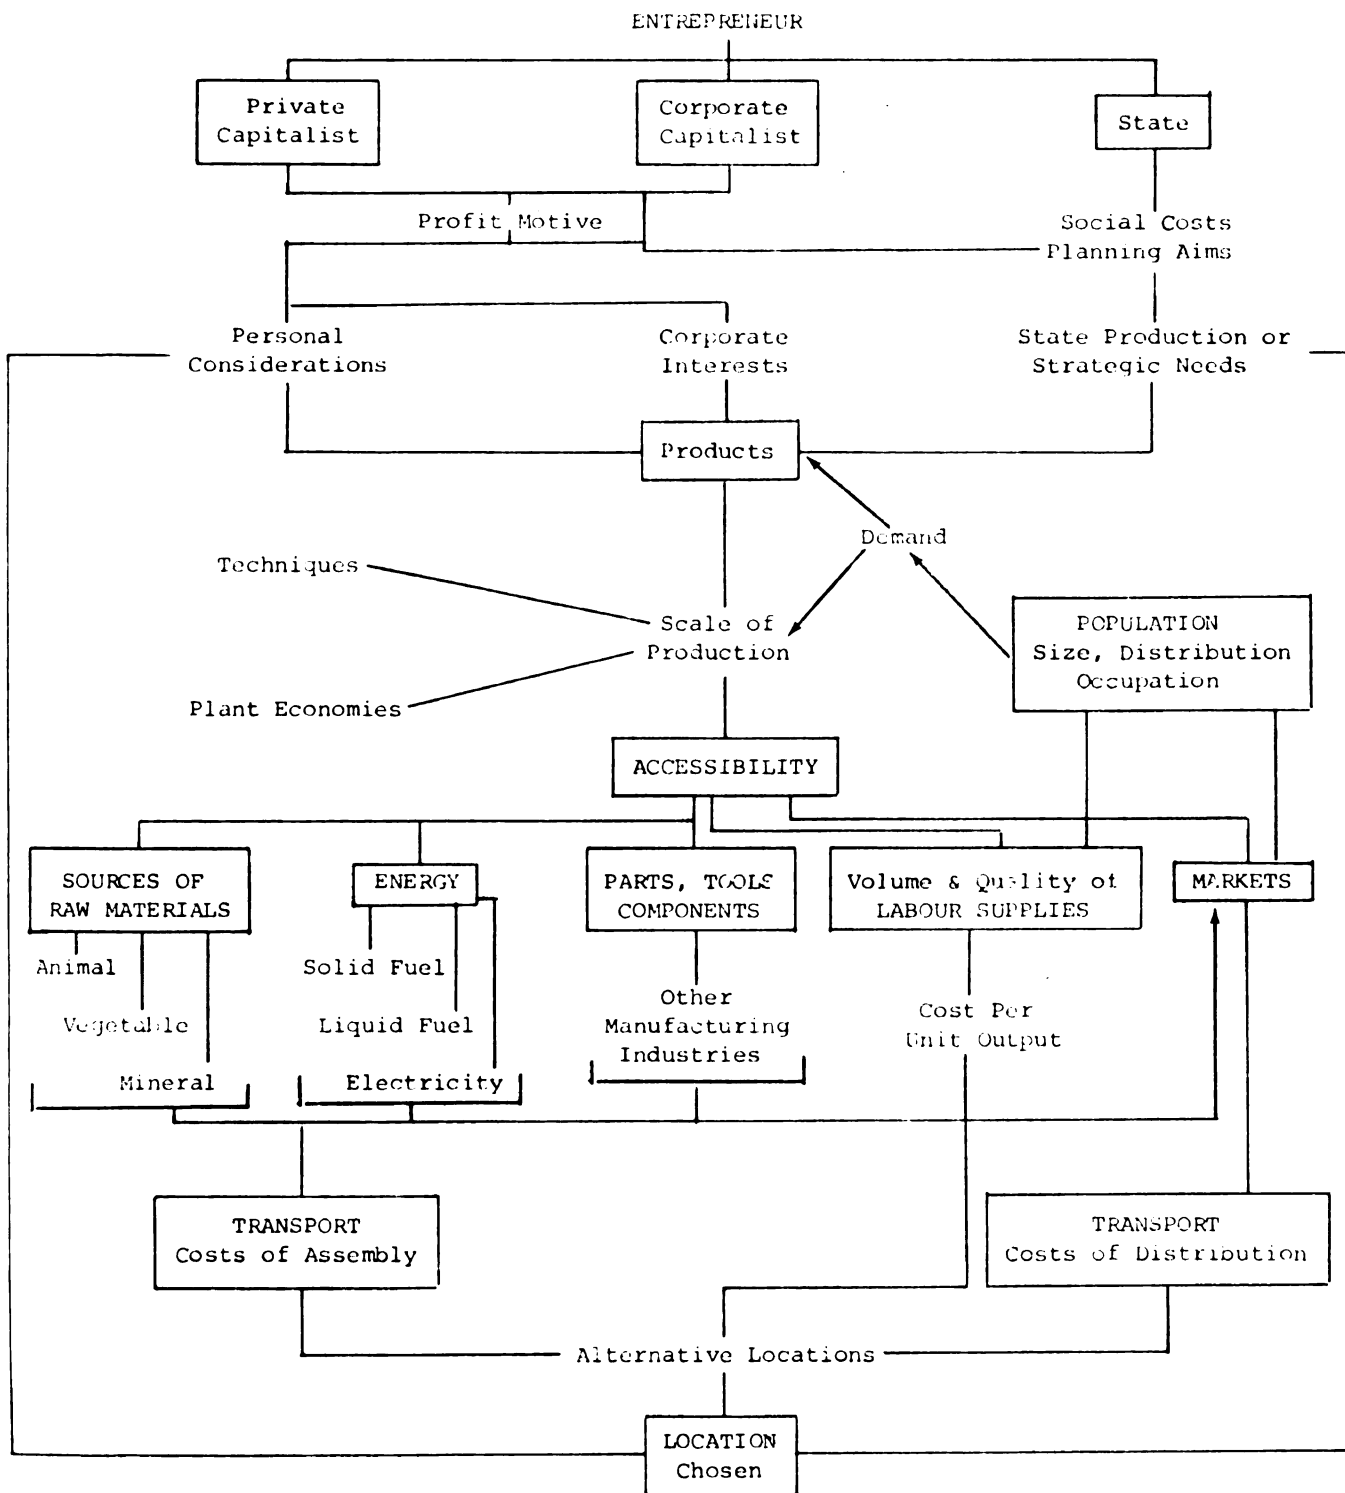 ENTREPRENEUR
Private
Capitalist
Corporate
Capitalist
State
Profit Motive
Social Costs
Planning Aims
Personal
Considerations
Corporate
Interests
State Production or
Strategic Needs
Products
Demand
Techniques
Scale of
Production
POPULATION
Size, Distribution
Occupation
Plant Economies
ACCESSIBILITY
SOURCES OF
RAW MATERIALS
ENERGY
PARTS, TOOLS
COMPONENTS
Volume & Quality of
LABOUR SUPPLIES
MARKETS
Animal
Vegetable
Mineral
Solid Fuel
Liquid Fuel
Electricity
Other
Manufacturing
Industries
Cost Per
Unit Output
TRANSPORT
Costs of Assembly
TRANSPORT
Costs of Distribution
Alternative Locations
LOCATION
Chosen